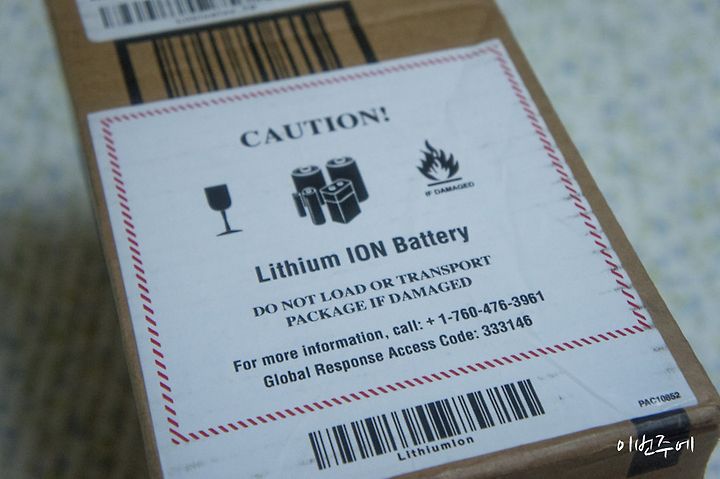 CAUTION!
IF DAMAGED
Lithium ION Battery
DO NOT LOAD OR TRANSPORT
PACKAGE IF DAMAGED
For more information, call: + 1-760-476-3961
Global Response Access Code: 333146
PAC10852
LithiumIon
이번주에